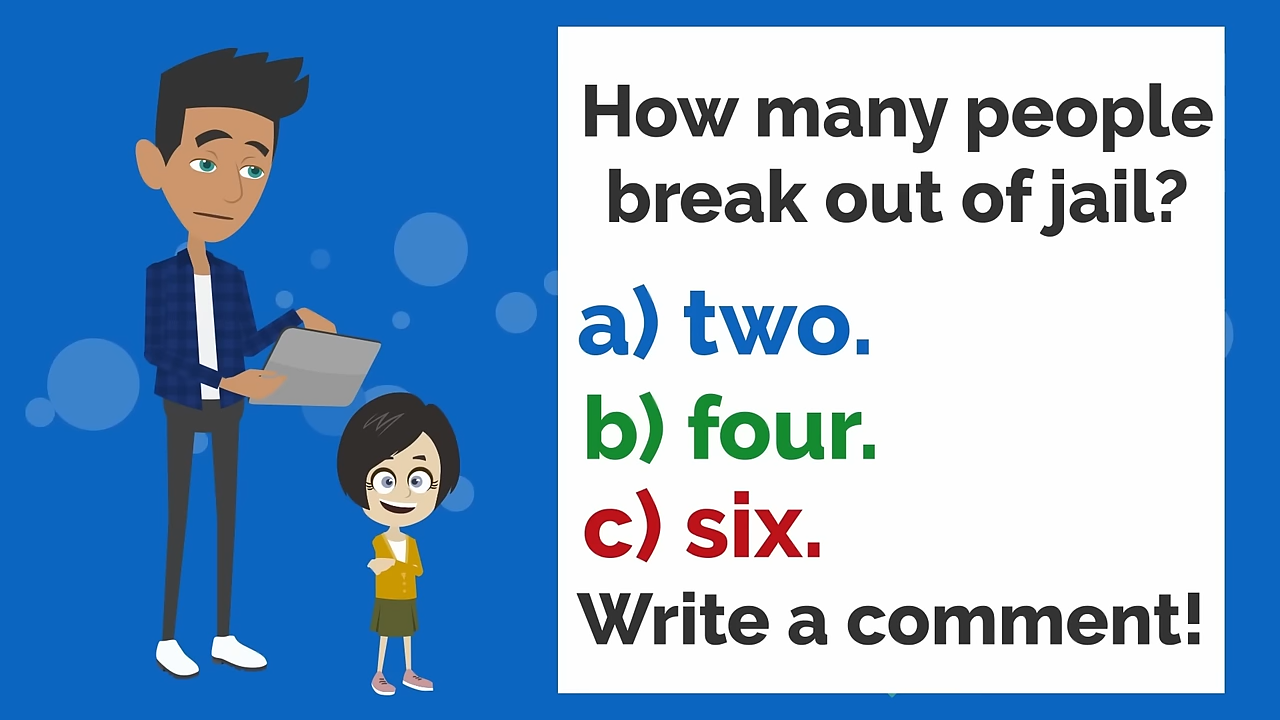 How many people
break out of jail?
a) two.
b) four.
c) six.
Write a comment!